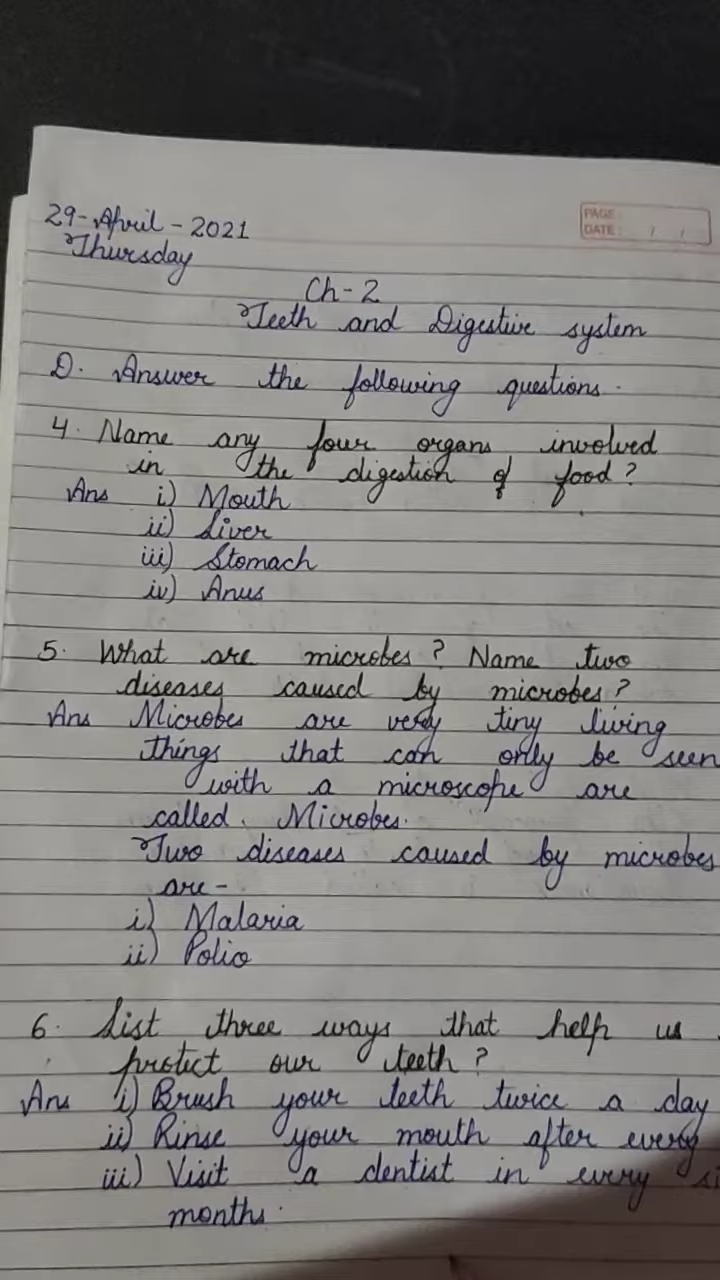 PAGE:
DATE: / /
29-April-2021
Thursday
Ch-2
Teeth and Digestive system
D. Answer the following questions.
4. Name any four organs involved
in the digestion of food?
Ans i) Mouth
ii) Liver
iii) Stomach
iv) Anus
5. What are microbes? Name two
diseases caused by microbes?
Ans Microbes are very tiny living
things that can only be seen
with a microscope are
called. Microbes.
Two diseases caused by microbes
are-
i) Malaria
ii) Polio
6. List three ways that help us
protect our teeth?
Ans i) Brush your teeth twice a day
ii) Rinse your mouth after every
iii) Visit a dentist in every
months.